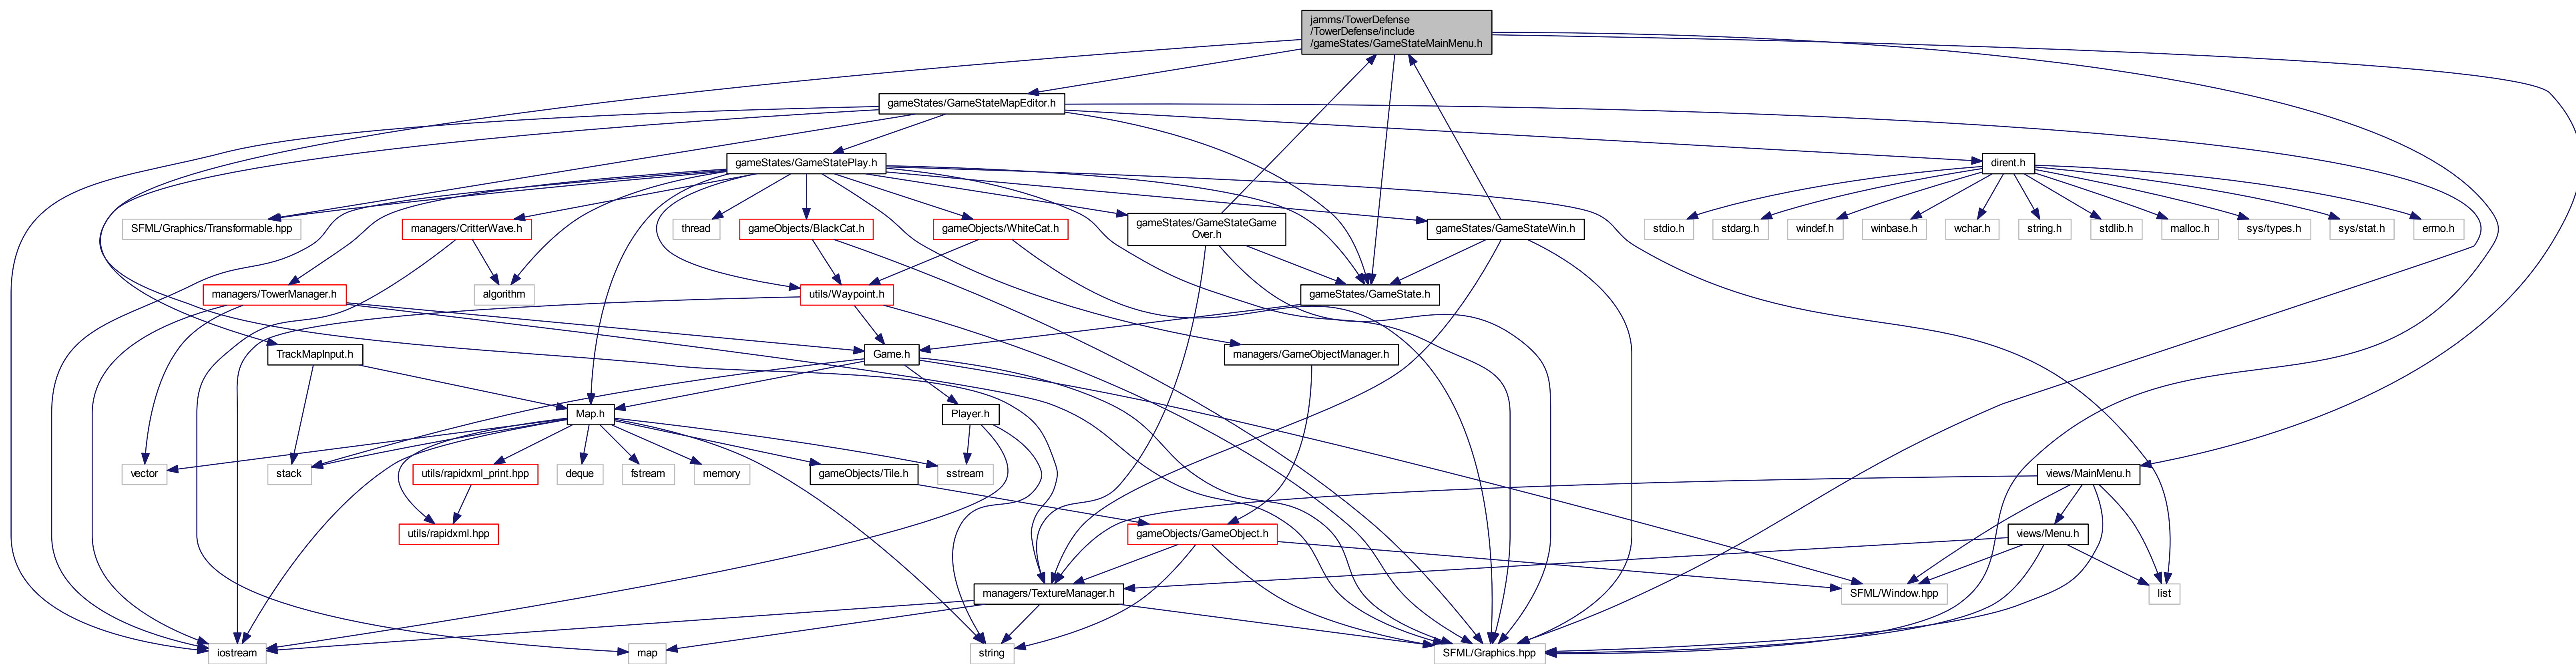 jamms/TowerDefense
/TowerDefense/include
/gameStates/GameStateMainMenu.h
gameStates/GameStateMapEditor.h
gameStates/GameStatePlay.h
dirent.h
SFML/Graphics/Transformable.hpp
managers/CritterWave.h
thread
gameObjects/BlackCat.h
gameObjects/WhiteCat.h
gameStates/GameStateGame
Over.h
gameStates/GameStateWin.h
stdio.h
stdarg.h
windef.h
winbase.h
wchar.h
string.h
stdlib.h
malloc.h
sys/types.h
sys/stat.h
errno.h
managers/TowerManager.h
algorithm
utils/Waypoint.h
gameStates/GameState.h
TrackMapInput.h
Game.h
managers/GameObjectManager.h
Map.h
Player.h
vector
stack
utils/rapidxml_print.hpp
deque
fstream
memory
gameObjects/Tile.h
sstream
views/MainMenu.h
utils/rapidxml.hpp
gameObjects/GameObject.h
views/Menu.h
managers/TextureManager.h
SFML/Window.hpp
list
iostream
map
string
SFML/Graphics.hpp